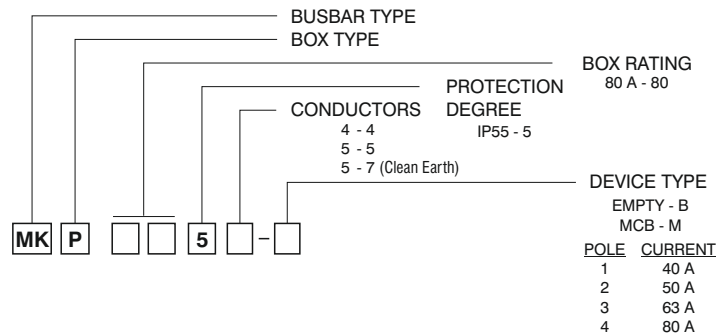 BUSBAR TYPE
BOX TYPE
BOX RATING
80 A - 80
PROTECTION
DEGREE
IP55 - 5
CONDUCTORS
4 - 4
5 - 5
5 - 7 (Clean Earth)
DEVICE TYPE
EMPTY - B
MCB - M
POLE CURRENT
1 40 A
2 50 A
3 63 A
4 80 A
MK P 5 -